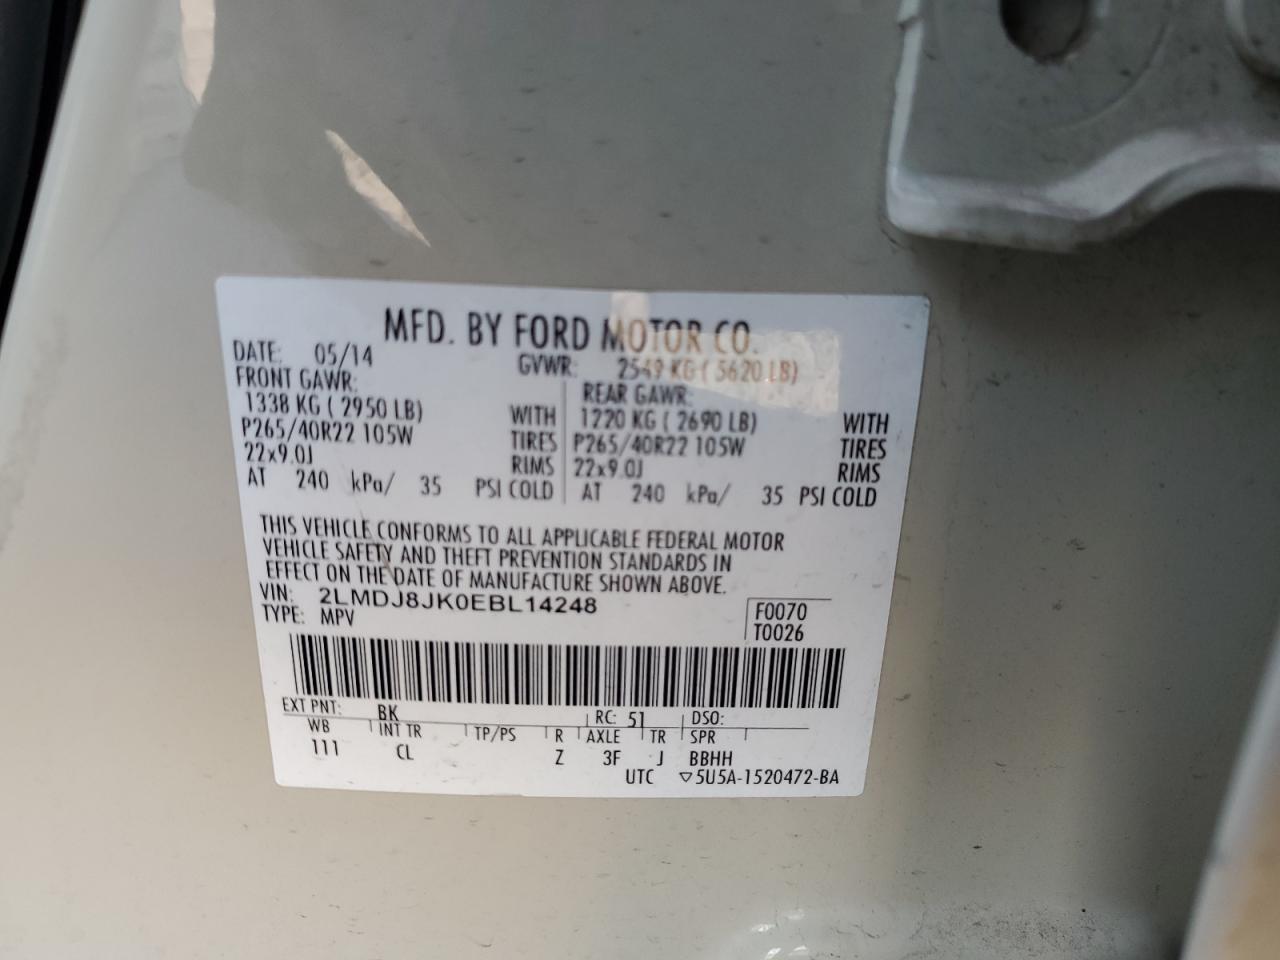 MFD. BY FORD MOTOR CO.
DATE: 05/14 GVWR: 2549 KG ( 5620 LB)
FRONT GAWR: REAR GAWR:
1338 KG ( 2950 LB) WITH 1220 KG ( 2690 LB) WITH
P265/40R22 105W TIRES P265/40R22 105W TIRES
22x9.0J RIMS 22x9.0J RIMS
AT 240 kPa/ 35 PSI COLD AT 240 kPa/ 35 PSI COLD
THIS VEHICLE CONFORMS TO ALL APPLICABLE FEDERAL MOTOR
VEHICLE SAFETY AND THEFT PREVENTION STANDARDS IN
EFFECT ON THE DATE OF MANUFACTURE SHOWN ABOVE.
VIN: 2LMDJ8JK0EBL14248 F0070
TYPE: MPV T0026
EXT PNT: BK RC: 51 DSO:
WB INT TR TP/PS R AXLE TR SPR
111 CL Z 3F J BBHH
UTC ▽5U5A-1520472-BA